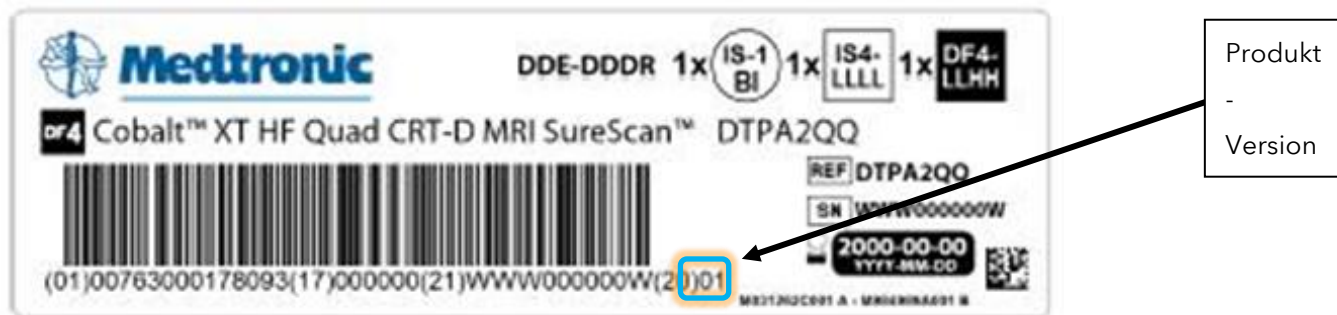 Medtronic
DDE-DDDR 1x IS-1 BI 1x IS4-LLLL 1x DF4-LLHH
DF4 Cobalt™ XT HF Quad CRT-D MRI SureScan™ DTPA2QQ
REF DTPA2QQ
SN WWW000000W
2000-00-00
YYYY-MM-DD
(01)00763000178093(17)000000(21)WWW000000W(20)01
Produkt
-
Version